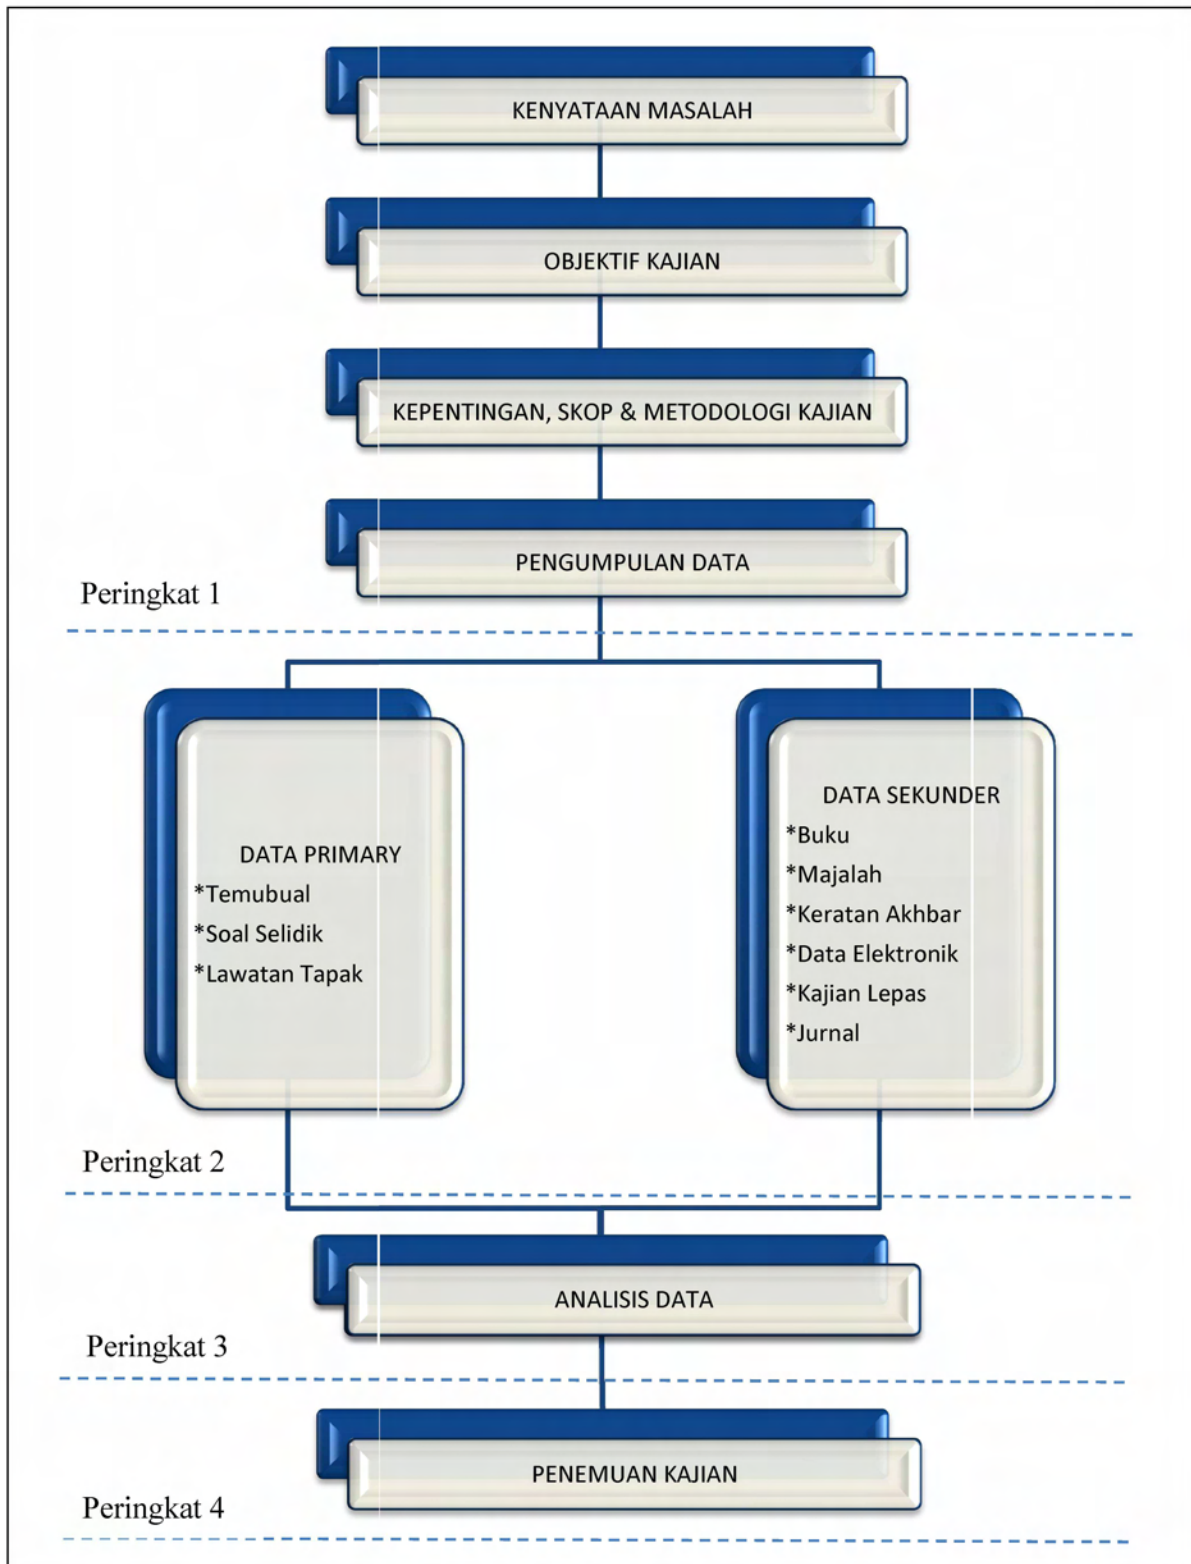 KENYATAAN MASALAH
OBJEKTIF KAJIAN
KEPENTINGAN, SKOP & METODOLOGI KAJIAN
PENGUMPULAN DATA
Peringkat 1
DATA PRIMARY
*Temubual
*Soal Selidik
*Lawatan Tapak
DATA SEKUNDER
*Buku
*Majalah
*Keratan Akhbar
*Data Elektronik
*Kajian Lepas
*Jurnal
Peringkat 2
ANALISIS DATA
Peringkat 3
PENEMUAN KAJIAN
Peringkat 4